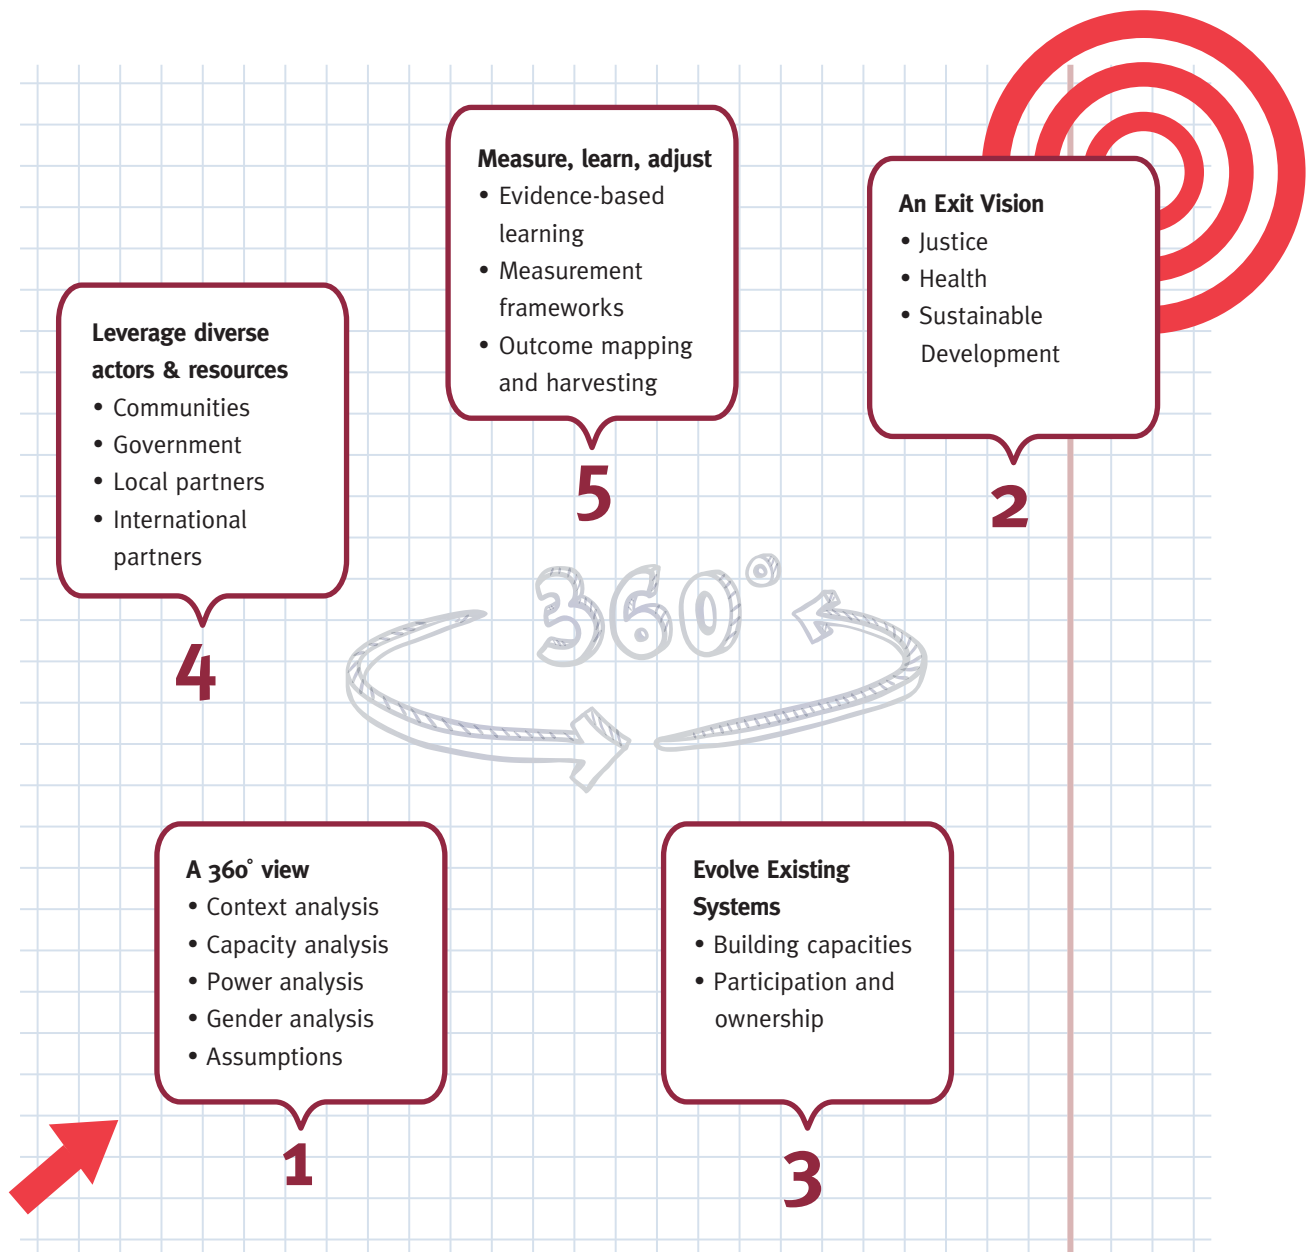 Measure, learn, adjust
• Evidence-based
learning
• Measurement
frameworks
• Outcome mapping
and harvesting
5
An Exit Vision
• Justice
• Health
• Sustainable
Development
2
Leverage diverse
actors & resources
• Communities
• Government
• Local partners
• International
partners
4
360°
A 360° view
• Context analysis
• Capacity analysis
• Power analysis
• Gender analysis
• Assumptions
1
Evolve Existing
Systems
• Building capacities
• Participation and
ownership
3